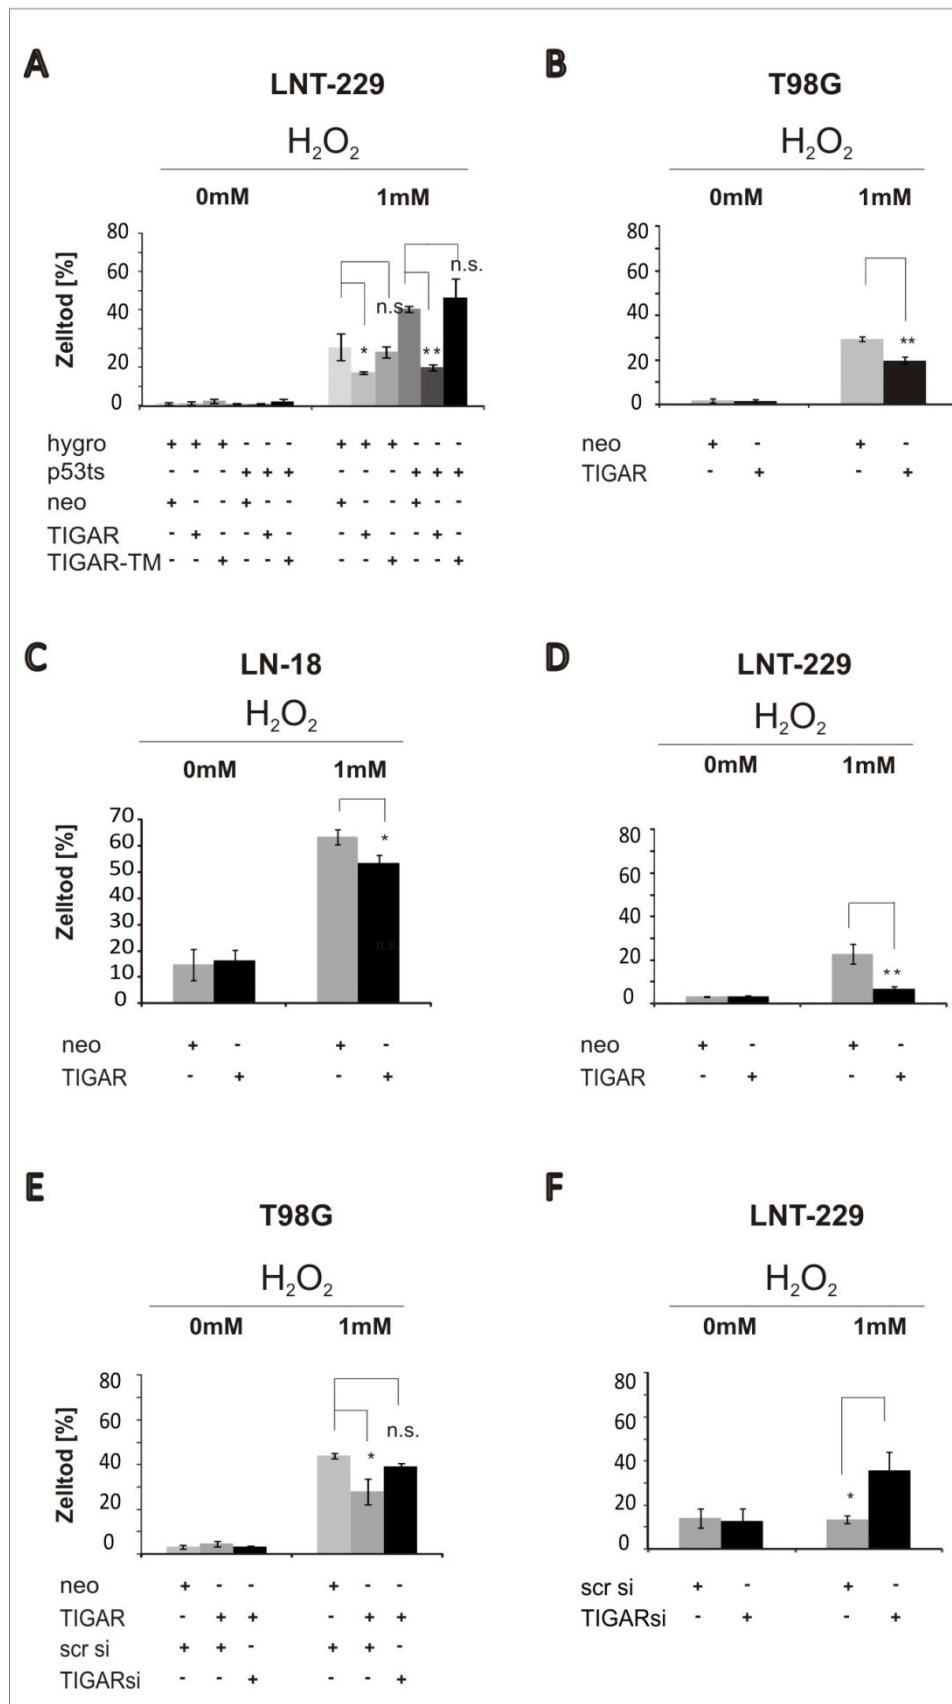 A
B
LNT-229
T98G
H2O2
H2O2
0mM
1mM
0mM
1mM
Zelltod [%]
80
60
40
20
0
* n.s. ** n.s.
80
60
40
20
0
**
hygro + + + - - - + + + - - -
p53ts - - - + + + - - - + + +
neo + - - + - - + - - + - -
TIGAR - + - - + - - + - - + -
TIGAR-TM - - + - - + - - + - - +
neo + - + -
TIGAR - + - +
C
D
LN-18
LNT-229
H2O2
H2O2
0mM
1mM
0mM
1mM
Zelltod [%]
70
60
50
40
30
20
10
0
*
n.s.
80
60
40
20
0
**
neo + - + -
TIGAR - + - +
neo + - + -
TIGAR - + - +
E
F
T98G
LNT-229
H2O2
H2O2
0mM
1mM
0mM
1mM
Zelltod [%]
80
60
40
20
0
* n.s.
80
60
40
20
0
*
neo + - - + - -
TIGAR - + + - + +
scr si + + - + + -
TIGARsi - - + - - +
scr si + - + -
TIGARsi - + - +